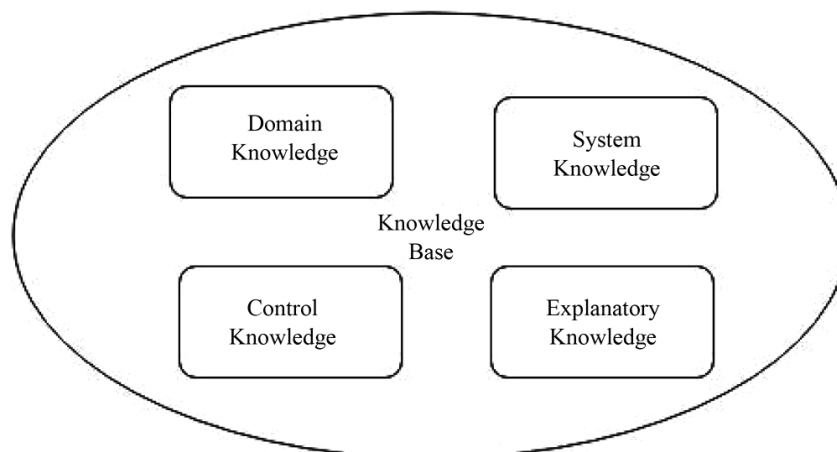 Domain
Knowledge
System
Knowledge
Knowledge
Base
Control
Knowledge
Explanatory
Knowledge